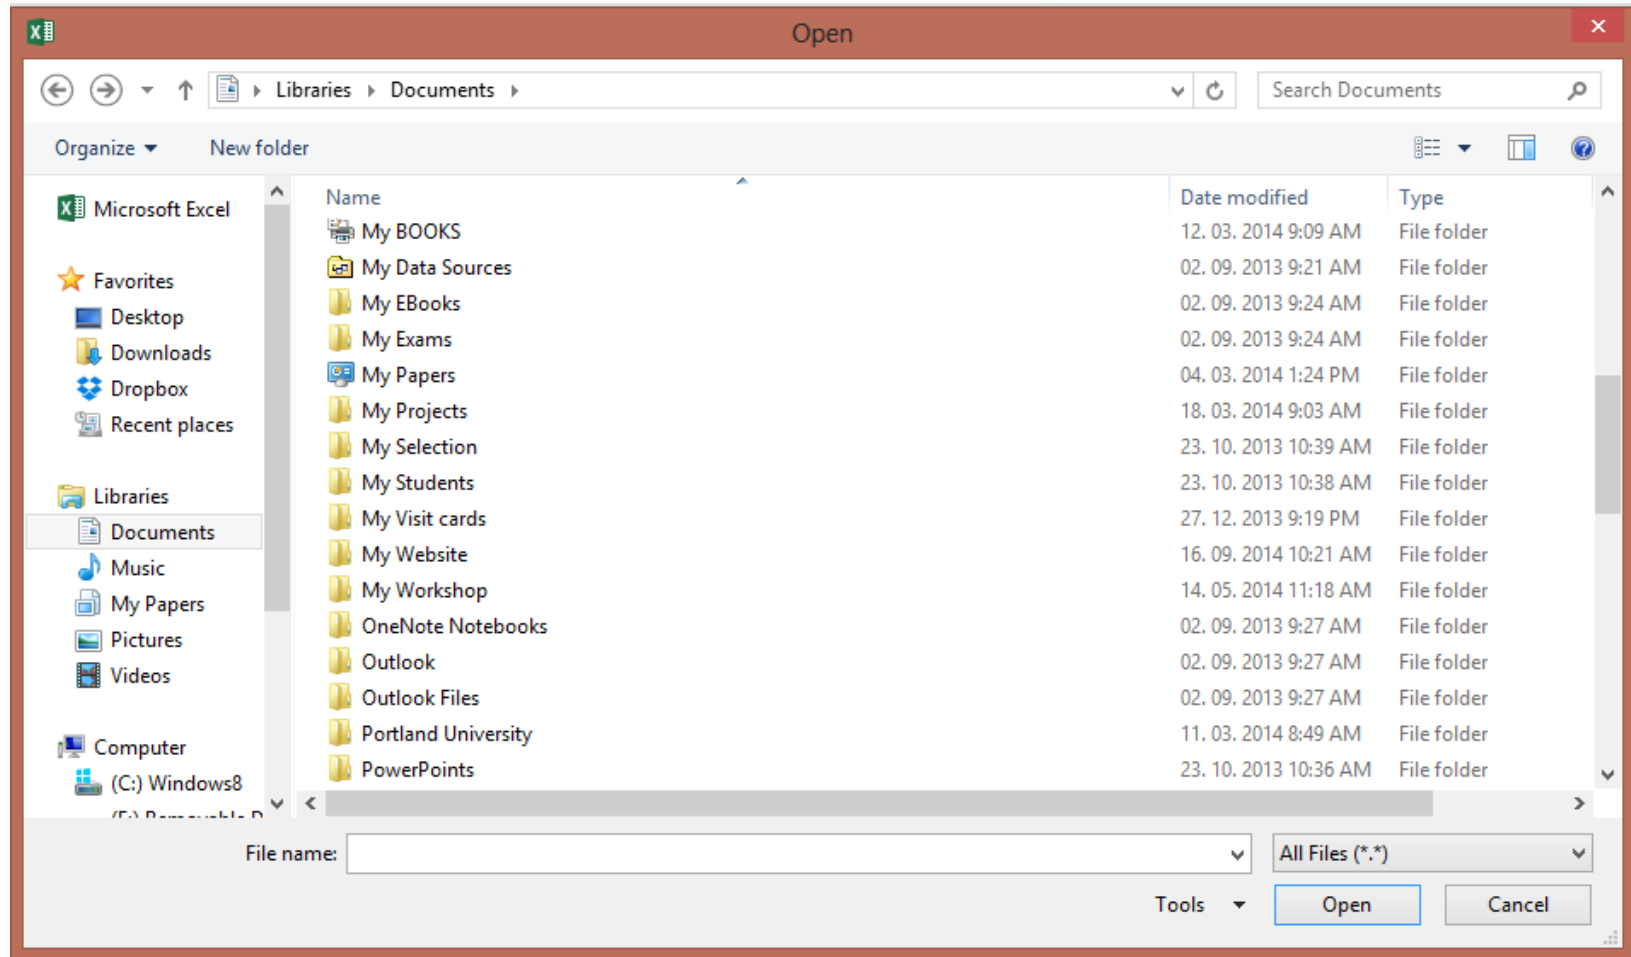 Open
Libraries Documents
Search Documents
Organize New folder
Microsoft Excel
Favorites
Desktop
Downloads
Dropbox
Recent places
Libraries
Documents
Music
My Papers
Pictures
Videos
Computer
(C:) Windows8
Name Date modified Type
My BOOKS 12. 03. 2014 9:09 AM File folder
My Data Sources 02. 09. 2013 9:21 AM File folder
My EBooks 02. 09. 2013 9:24 AM File folder
My Exams 02. 09. 2013 9:24 AM File folder
My Papers 04. 03. 2014 1:24 PM File folder
My Projects 18. 03. 2014 9:03 AM File folder
My Selection 23. 10. 2013 10:39 AM File folder
My Students 23. 10. 2013 10:38 AM File folder
My Visit cards 27. 12. 2013 9:19 PM File folder
My Website 16. 09. 2014 10:21 AM File folder
My Workshop 14. 05. 2014 11:18 AM File folder
OneNote Notebooks 02. 09. 2013 9:27 AM File folder
Outlook 02. 09. 2013 9:27 AM File folder
Outlook Files 02. 09. 2013 9:27 AM File folder
Portland University 11. 03. 2014 8:49 AM File folder
PowerPoints 23. 10. 2013 10:36 AM File folder
File name: All Files (*.*)
Tools Open Cancel